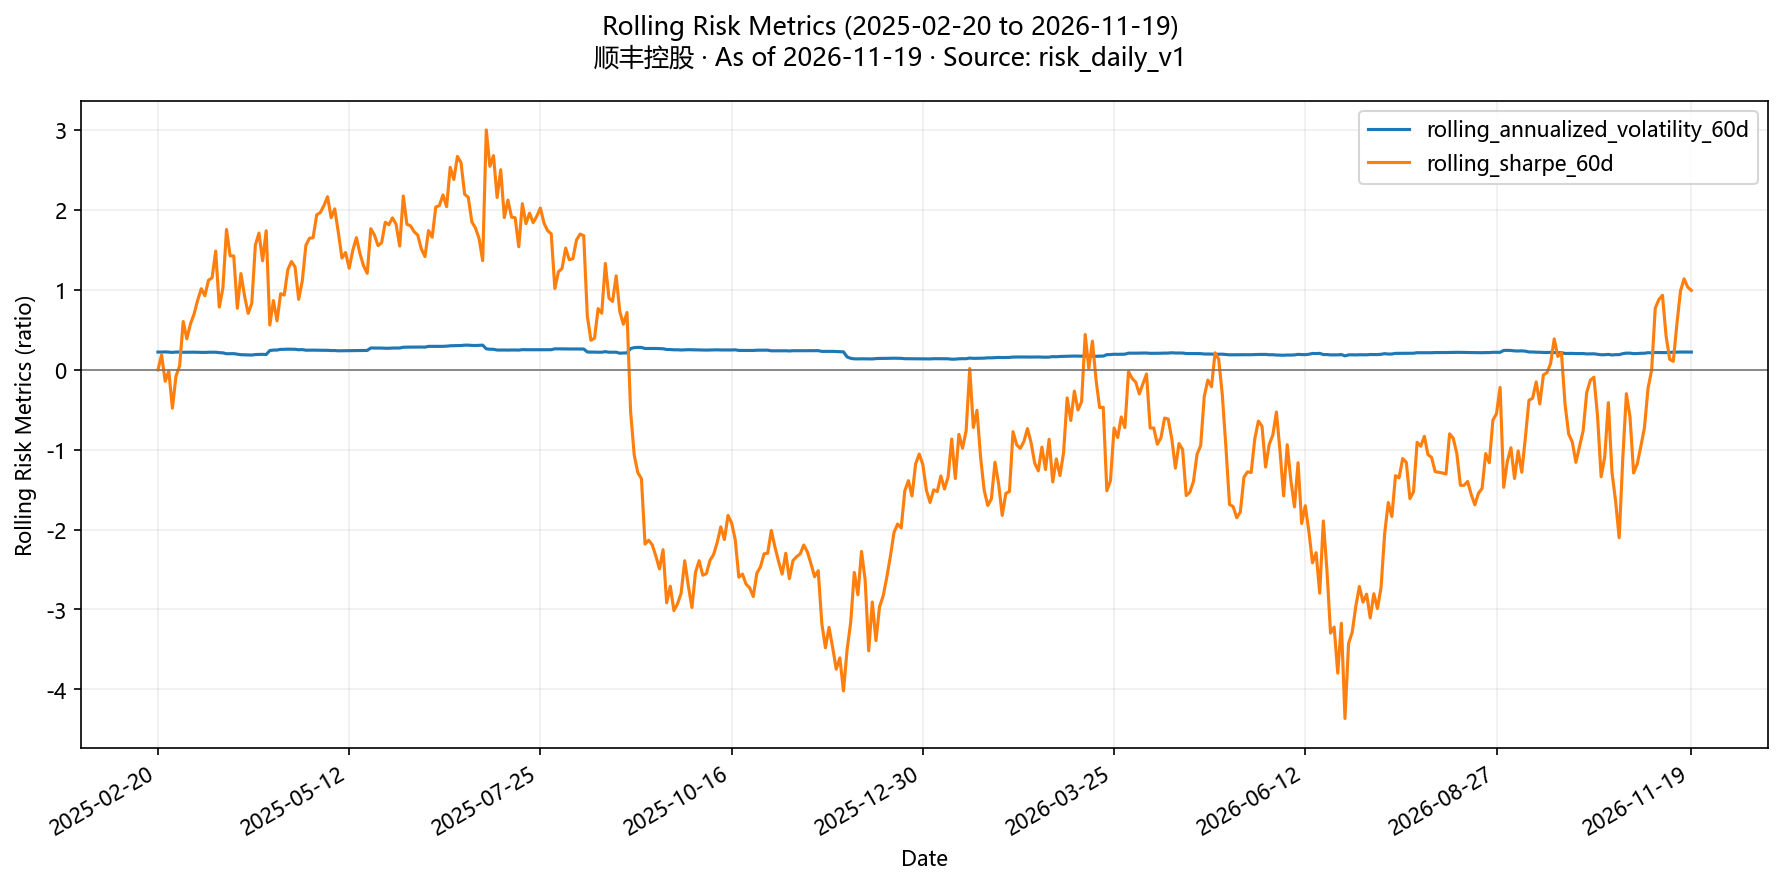 Rolling Risk Metrics (2025-02-20 to 2026-11-19)
顺丰控股 · As of 2026-11-19 · Source: risk_daily_v1
rolling_annualized_volatility_60d
rolling_sharpe_60d
Rolling Risk Metrics (ratio)
3
2
1
0
-1
-2
-3
-4
2025-02-20
2025-05-12
2025-07-25
2025-10-16
2025-12-30
2026-03-25
2026-06-12
2026-08-27
2026-11-19
Date